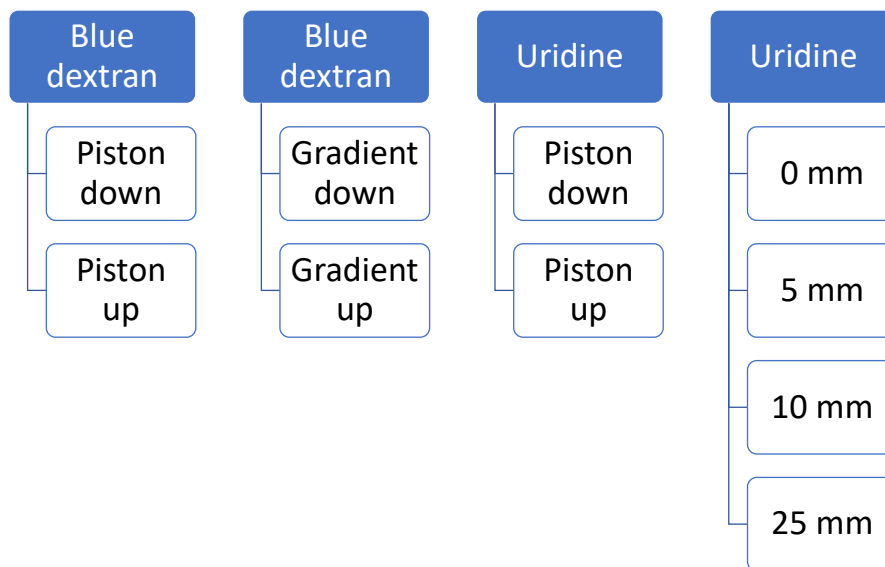 Blue
dextran
Piston
down
Piston
up
Blue
dextran
Gradient
down
Gradient
up
Uridine
Piston
down
Piston
up
Uridine
0 mm
5 mm
10 mm
25 mm